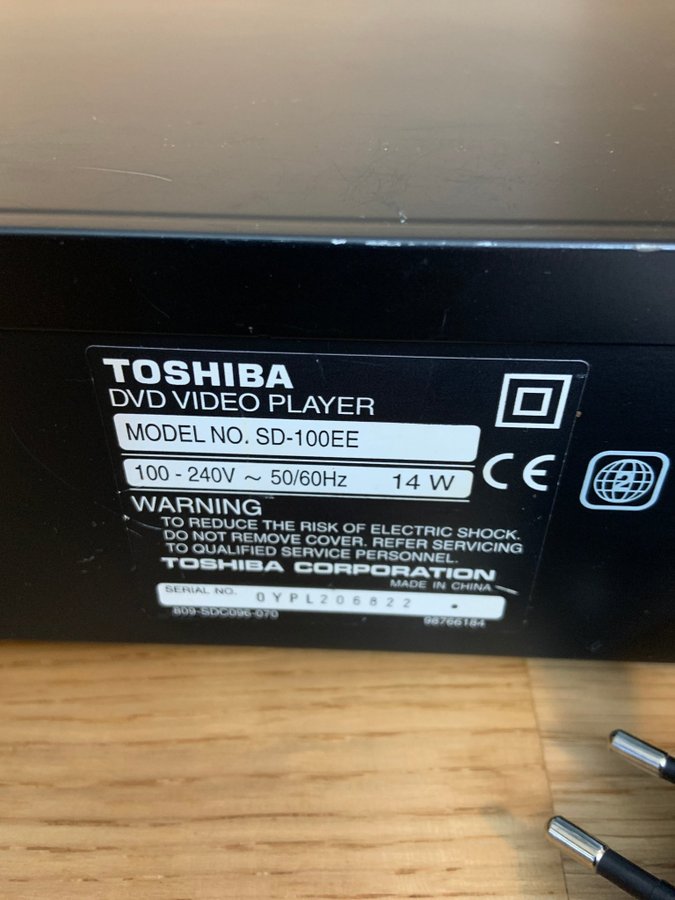 TOSHIBA
DVD VIDEO PLAYER
MODEL NO. SD-100EE
100 - 240V ~ 50/60Hz 14 W
CE
2
WARNING
TO REDUCE THE RISK OF ELECTRIC SHOCK.
DO NOT REMOVE COVER. REFER SERVICING
TO QUALIFIED SERVICE PERSONNEL.
TOSHIBA CORPORATION
MADE IN CHINA
SERIAL NO. 0YPL206822
809-SDC096-070 98766184